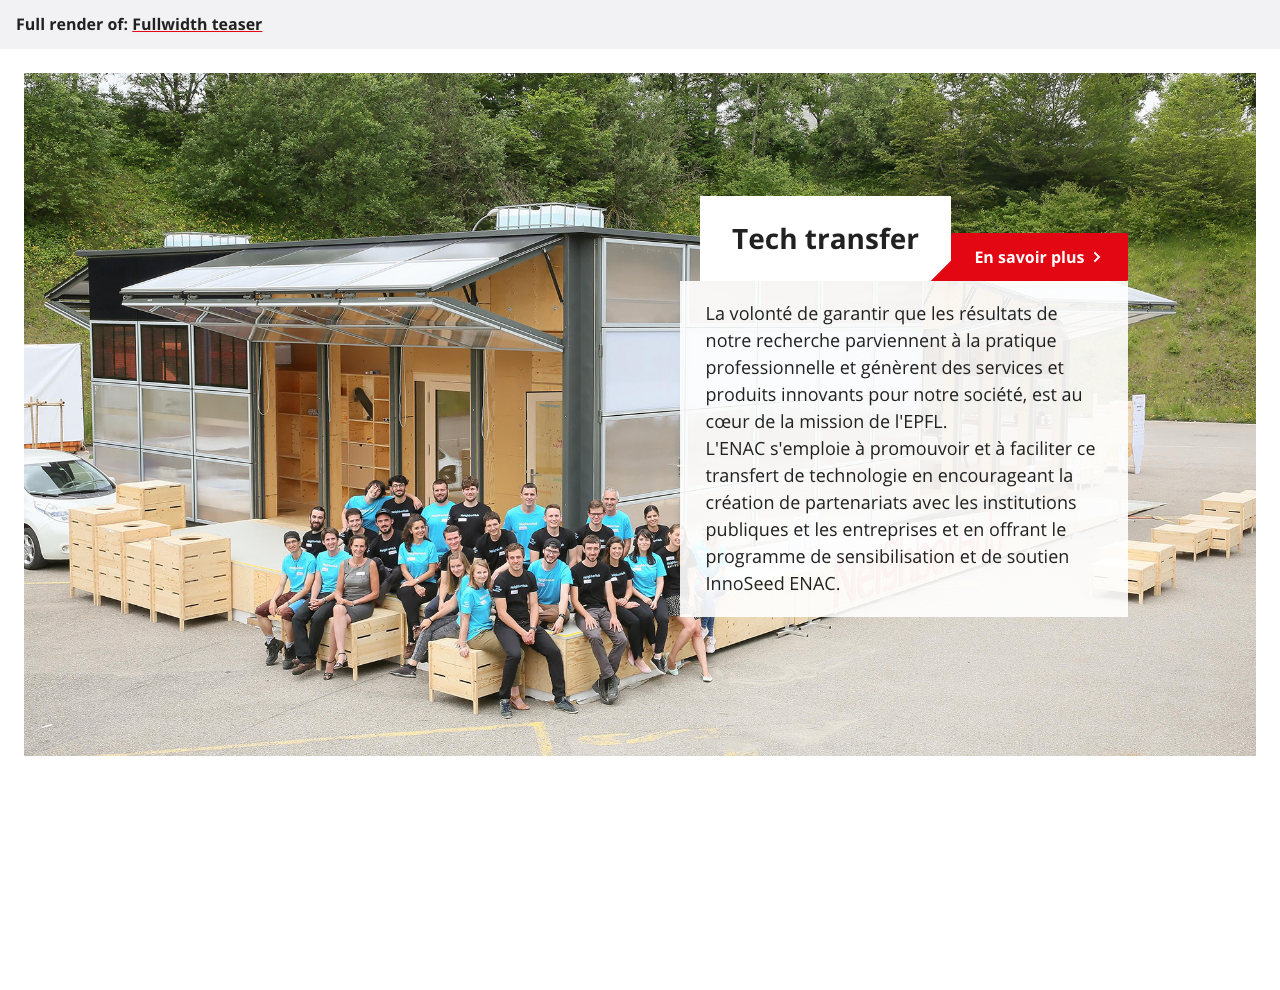 Full render of: Fullwidth teaser
Tech transfer
En savoir plus
La volonté de garantir que les résultats de
notre recherche parviennent à la pratique
professionnelle et génèrent des services et
produits innovants pour notre société, est au
cœur de la mission de l'EPFL.
L'ENAC s'emploie à promouvoir et à faciliter ce
transfert de technologie en encourageant la
création de partenariats avec les institutions
publiques et les entreprises et en offrant le
programme de sensibilisation et de soutien
InnoSeed ENAC.